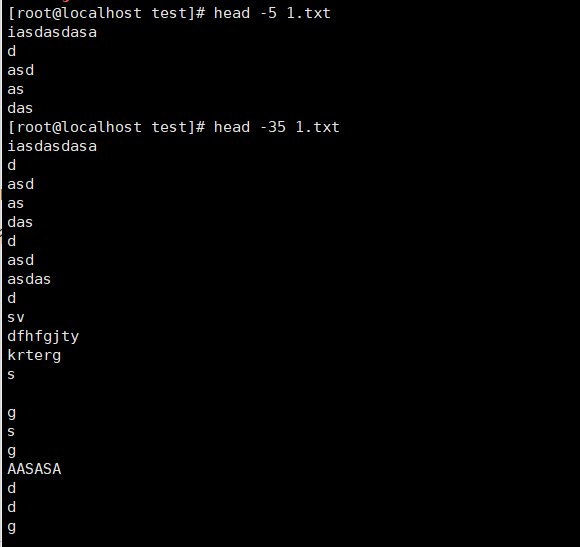 [root@localhost test]# head -5 1.txt
iasdasdasa
d
asd
as
das
[root@localhost test]# head -35 1.txt
iasdasdasa
d
asd
as
das
d
asd
asdas
d
sv
dfhfgjty
krterg
s

g
s
g
AASASA
d
d
g